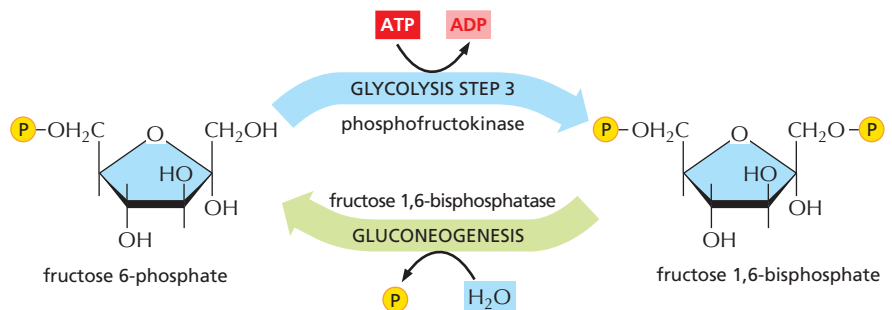 ATP ADP
GLYCOLYSIS STEP 3
phosphofructokinase
P–OH₂C O CH₂OH
HO
OH
OH
fructose 6-phosphate
P–OH₂C O CH₂O–P
HO
OH
OH
fructose 1,6-bisphosphate
fructose 1,6-bisphosphatase
GLUCONEOGENESIS
P H₂O